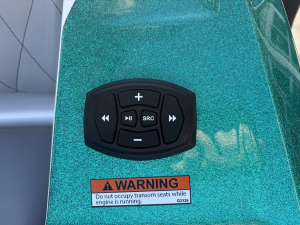 +
SRC
−
WARNING
Do not occupy transom seats while
engine is running.